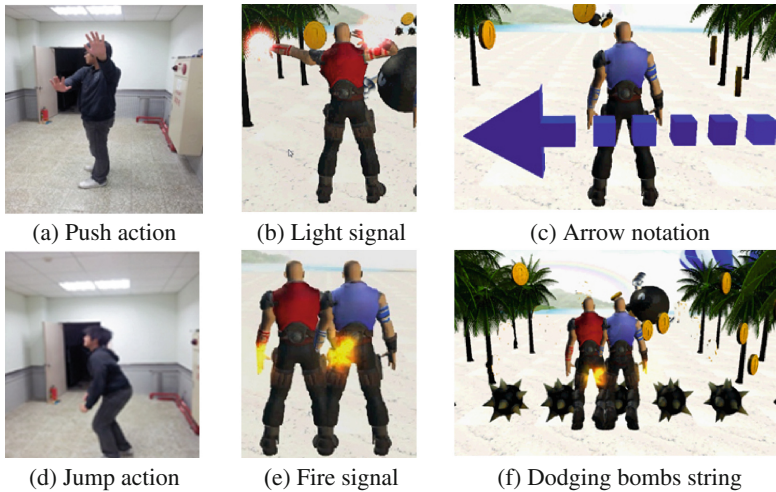 (a) Push action
(b) Light signal
(c) Arrow notation
(d) Jump action
(e) Fire signal
(f) Dodging bombs string